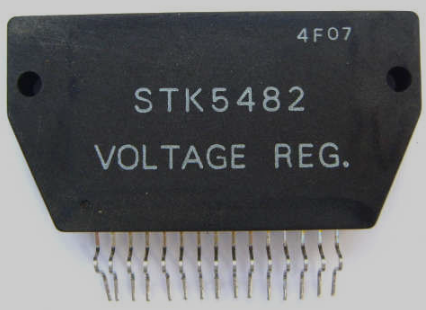 4F07
STK5482
VOLTAGE REG.